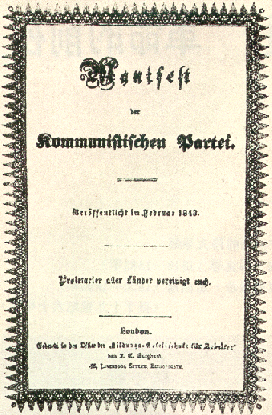 Manifest
der
Kommunistischen Partei.
Veröffentlicht im Februar 1848.
Proletarier aller Länder vereinigt euch.
London.
Gedruckt in der Office der „Bildungs-Gesellschaft für Arbeiter"
von J. E. Burghard.
46, Liverpool Street, Bishopsgate.